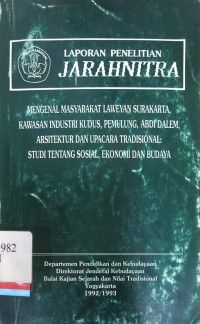 LAPORAN PENELITIAN
JARAHNITRA
MENGENAL MASYARAKAT LAWEYAN SURAKARTA,
KAWASAN INDUSTRI KUDUS, PEMULUNG, ABDI DALEM,
ARSITEKTUR DAN UPACARA TRADISIONAL:
STUDI TENTANG SOSIAL, EKONOMI DAN BUDAYA
982
Departemen Pendidikan dan Kebudayaan
Direktorat Jenderal Kebudayaan
Balai Kajian Sejarah dan Nilai Tradisional
Yogyakarta
1992/1993